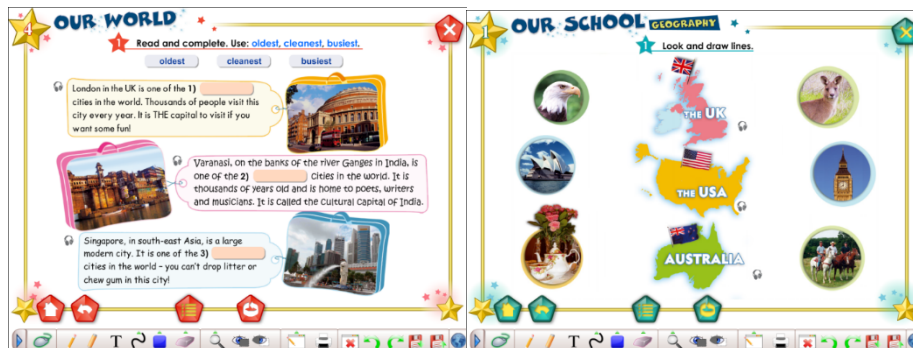 4 OUR WORLD
1 Read and complete. Use: oldest, cleanest, busiest.
oldest cleanest busiest
London in the UK is one of the 1)
cities in the world. Thousands of people visit this
city every year. It is THE capital to visit if you
want some fun!
Varanasi, on the banks of the river Ganges in India, is
one of the 2) cities in the world. It is
thousands of years old and is home to poets, writers
and musicians. It is called the cultural capital of India.
Singapore, in south-east Asia, is a large
modern city. It is one of the 3)
cities in the world – you can't drop litter or
chew gum in this city!
T
1 OUR SCHOOL GEOGRAPHY
1 Look and draw lines.
THE UK
THE USA
AUSTRALIA
T